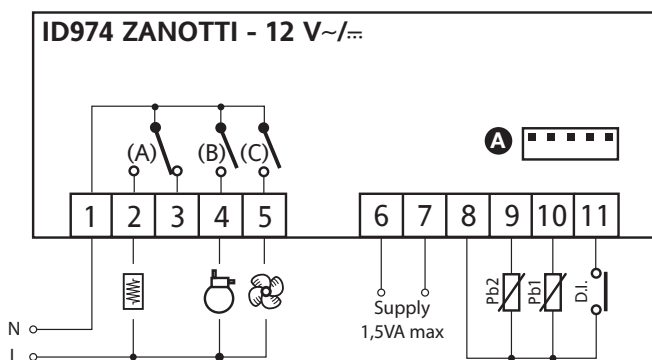 ID974 ZANOTTI - 12 V~/⎓
(A) (B) (C) A
1 2 3 4 5 6 7 8 9 10 11
Pb2 Pb1 D.I.
Supply
1,5VA max
N
L